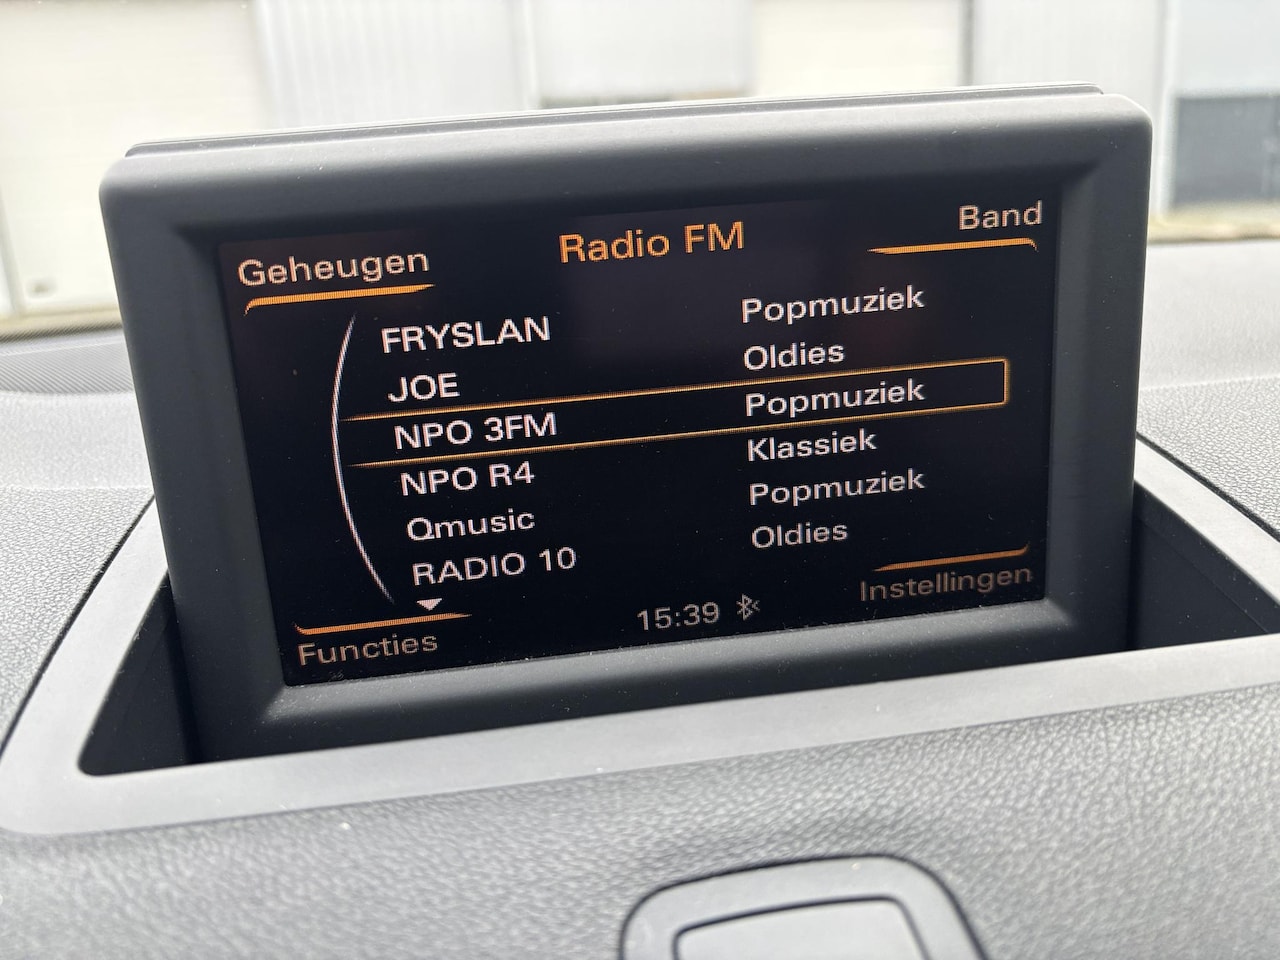 Geheugen
Radio FM
Band
FRYSLAN Popmuziek
JOE Oldies
NPO 3FM Popmuziek
NPO R4 Klassiek
Qmusic Popmuziek
RADIO 10 Oldies
Functies
15:39
Instellingen